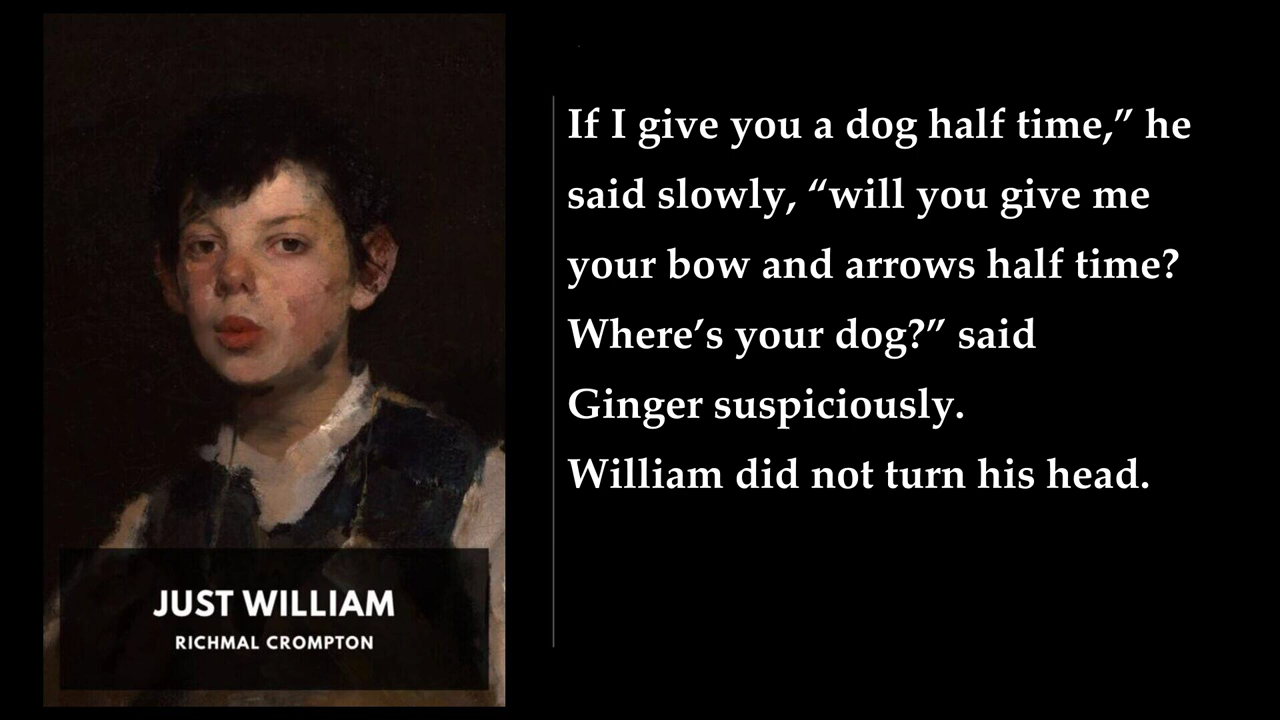 If I give you a dog half time,” he
said slowly, “will you give me
your bow and arrows half time?
Where’s your dog?” said
Ginger suspiciously.
William did not turn his head.
JUST WILLIAM
RICHMAL CROMPTON